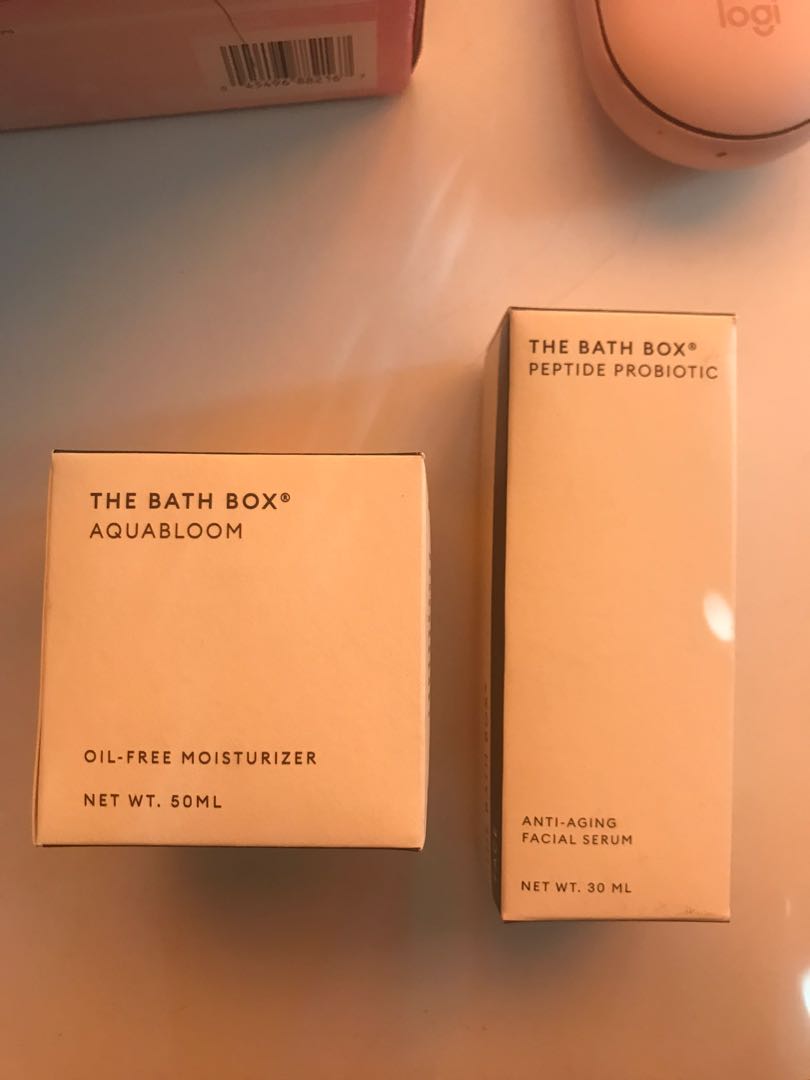 logi
THE BATH BOX®
PEPTIDE PROBIOTIC
ANTI-AGING
FACIAL SERUM
NET WT. 30 ML
THE BATH BOX®
AQUABLOOM
OIL-FREE MOISTURIZER
NET WT. 50ML